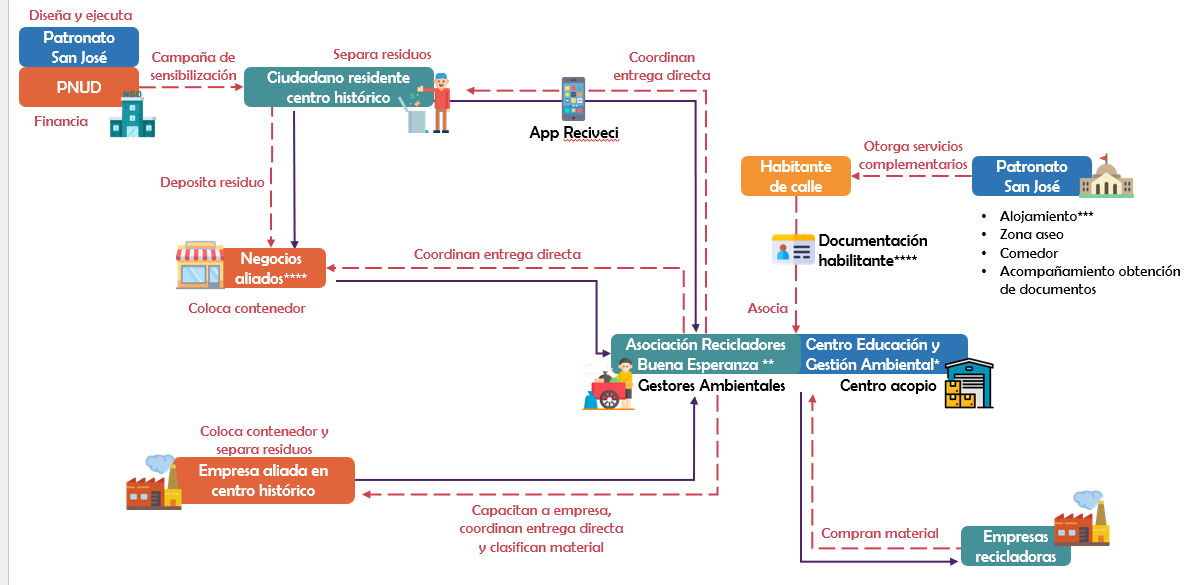 Diseña y ejecuta
Patronato
San José
PNUD
NGO
Financia
Campaña de
sensibilización
Separa residuos
Ciudadano residente
centro histórico
Coordinan
entrega directa
App Reciveci
Deposita residuo
Negocios
aliados****
Coloca contenedor
Coordinan entrega directa
Habitante
de calle
Otorga servicios
complementarios
Patronato
San José
• Alojamiento***
• Zona aseo
• Comedor
• Acompañamiento obtención
de documentos
Documentación
habilitante****
Asocia
Asociación Recicladores
Buena Esperanza **
Gestores Ambientales
Centro Educación y
Gestión Ambiental*
Centro acopio
Coloca contenedor y
separa residuos
Empresa aliada en
centro histórico
Capacitan a empresa,
coordinan entrega directa
y clasifican material
Compran material
Empresas
recicladoras